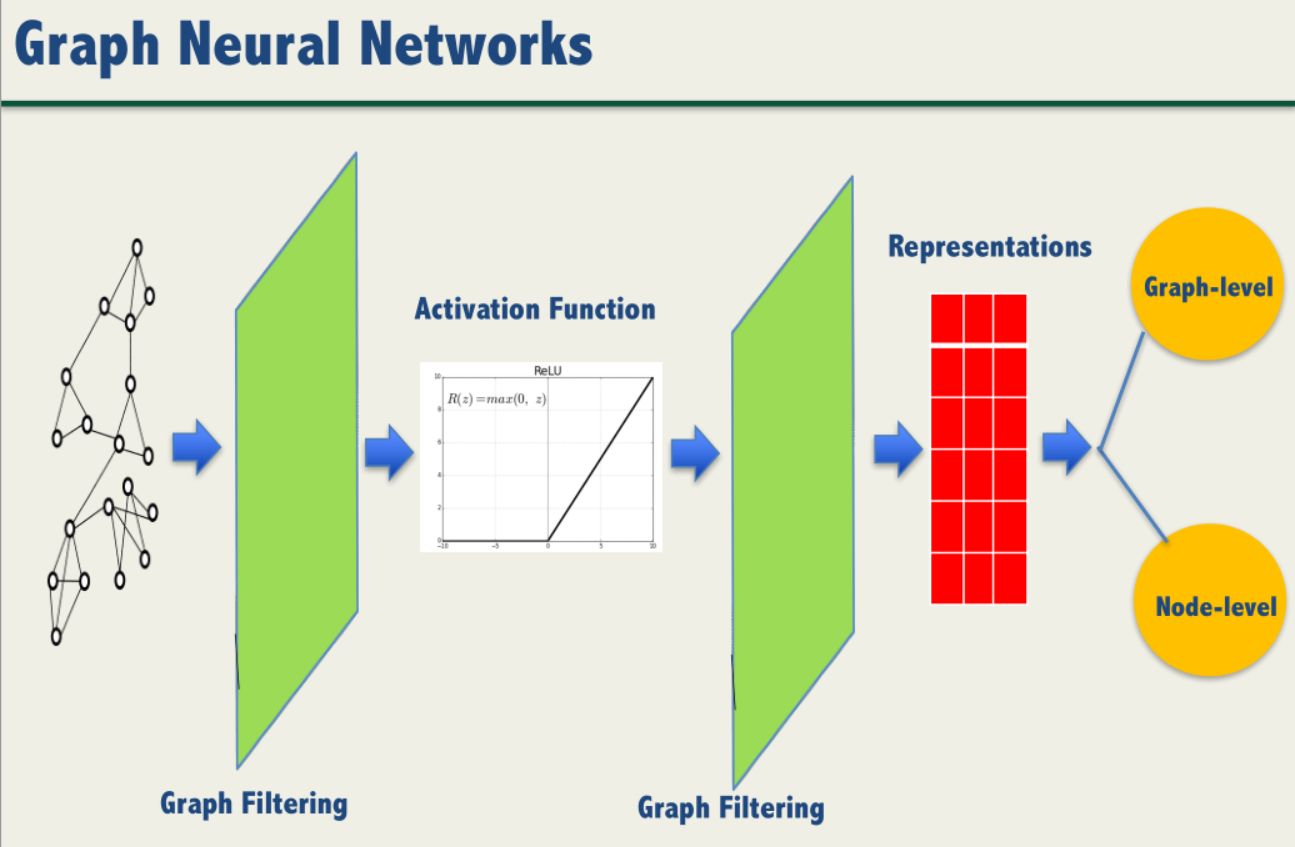 Graph Neural Networks
Representations
Graph-level
Activation Function
ReLU
R(z)=max(0, z)
10
8
6
4
2
0
-10
-5
0
5
10
Node-level
Graph Filtering
Graph Filtering